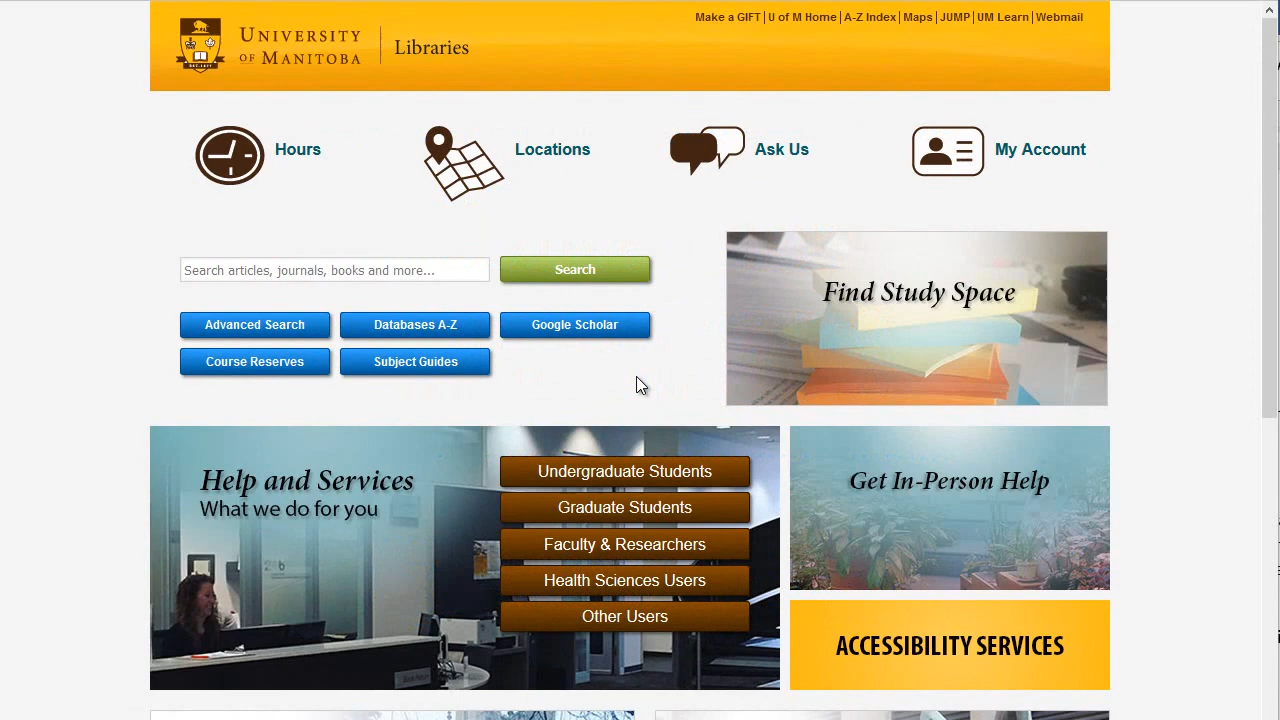 Make a GIFT | U of M Home | A-Z Index | Maps | JUMP | UM Learn | Webmail
UNIVERSITY
OF MANITOBA
Libraries
Hours
Locations
Ask Us
My Account
Search articles, journals, books and more...
Search
Advanced Search
Databases A-Z
Google Scholar
Course Reserves
Subject Guides
Find Study Space
Help and Services
What we do for you
Undergraduate Students
Graduate Students
Faculty & Researchers
Health Sciences Users
Other Users
Get In-Person Help
ACCESSIBILITY SERVICES